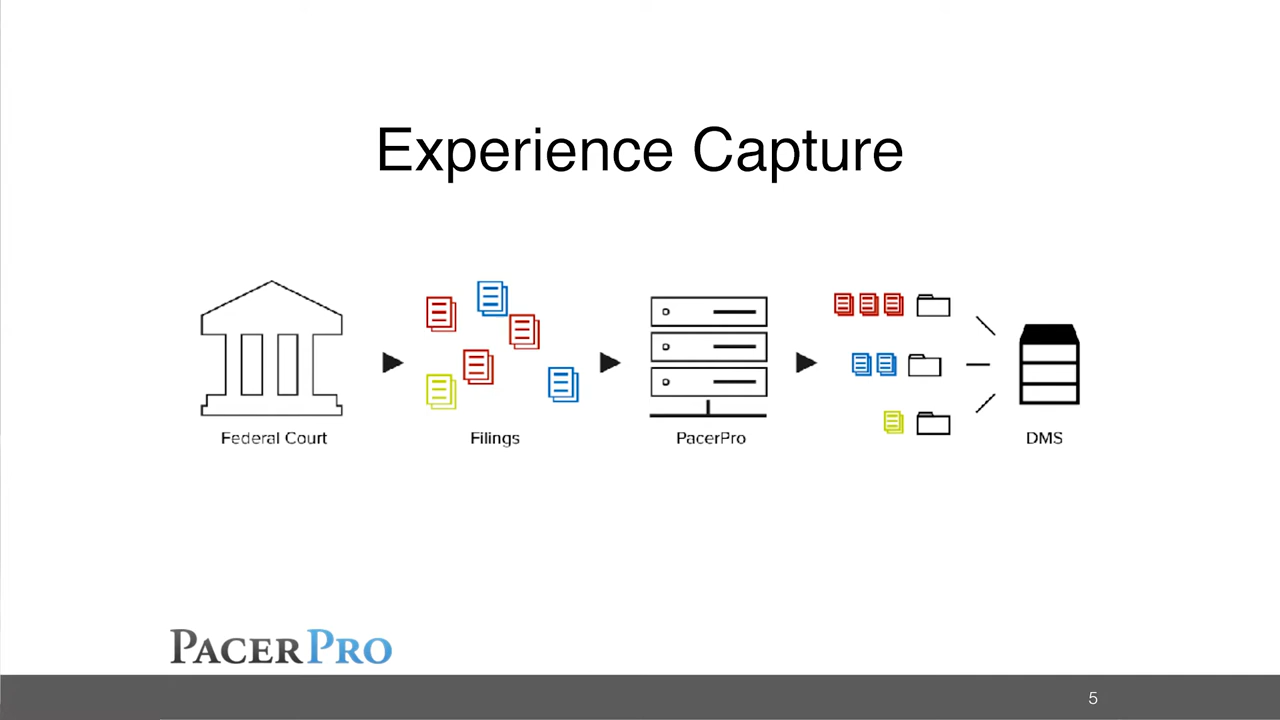 Experience Capture
Federal Court
Filings
PacerPro
DMS
PACERPRO
5